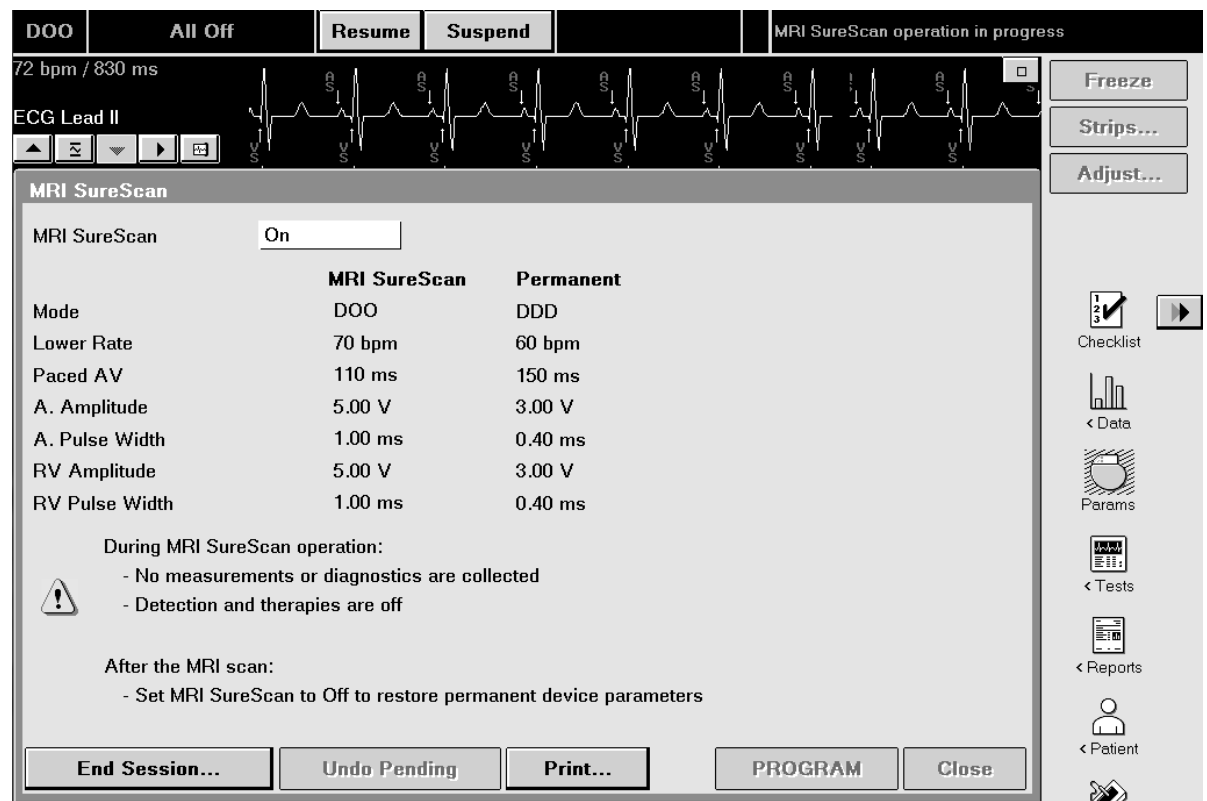 DOO All Off Resume Suspend MRI SureScan operation in progress
72 bpm / 830 ms
ECG Lead II
A
S
A
S
A
S
A
S
A
S
A
S
A
S
S
V
S
V
S
V
S
V
S
V
S
V
S
V
S
V
S
V
S
Freeze
Strips...
Adjust...
MRI SureScan
MRI SureScan On
MRI SureScan Permanent
Mode DOO DDD
Lower Rate 70 bpm 60 bpm
Paced AV 110 ms 150 ms
A. Amplitude 5.00 V 3.00 V
A. Pulse Width 1.00 ms 0.40 ms
RV Amplitude 5.00 V 3.00 V
RV Pulse Width 1.00 ms 0.40 ms
During MRI SureScan operation:
- No measurements or diagnostics are collected
- Detection and therapies are off
After the MRI scan:
- Set MRI SureScan to Off to restore permanent device parameters
End Session... Undo Pending Print... PROGRAM Close
1
2
3
Checklist
< Data
Params
< Tests
< Reports
< Patient